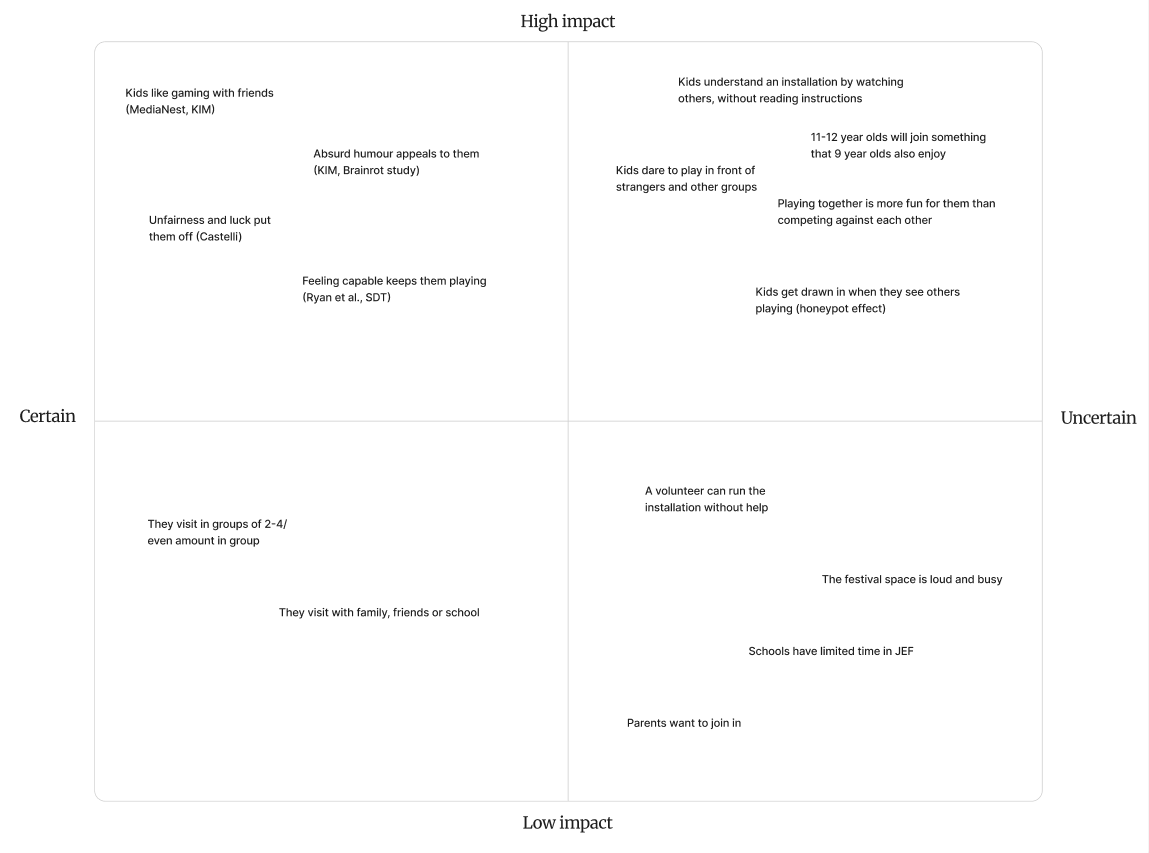 High impact
Kids like gaming with friends
(MediaNest, KIM)
Absurd humour appeals to them
(KIM, Brainrot study)
Unfairness and luck put
them off (Castelli)
Feeling capable keeps them playing
(Ryan et al., SDT)
Kids understand an installation by watching
others, without reading instructions
11-12 year olds will join something
that 9 year olds also enjoy
Kids dare to play in front of
strangers and other groups
Playing together is more fun for them than
competing against each other
Kids get drawn in when they see others
playing (honeypot effect)
Certain
Uncertain
They visit in groups of 2-4/
even amount in group
They visit with family, friends or school
A volunteer can run the
installation without help
The festival space is loud and busy
Schools have limited time in JEF
Parents want to join in
Low impact